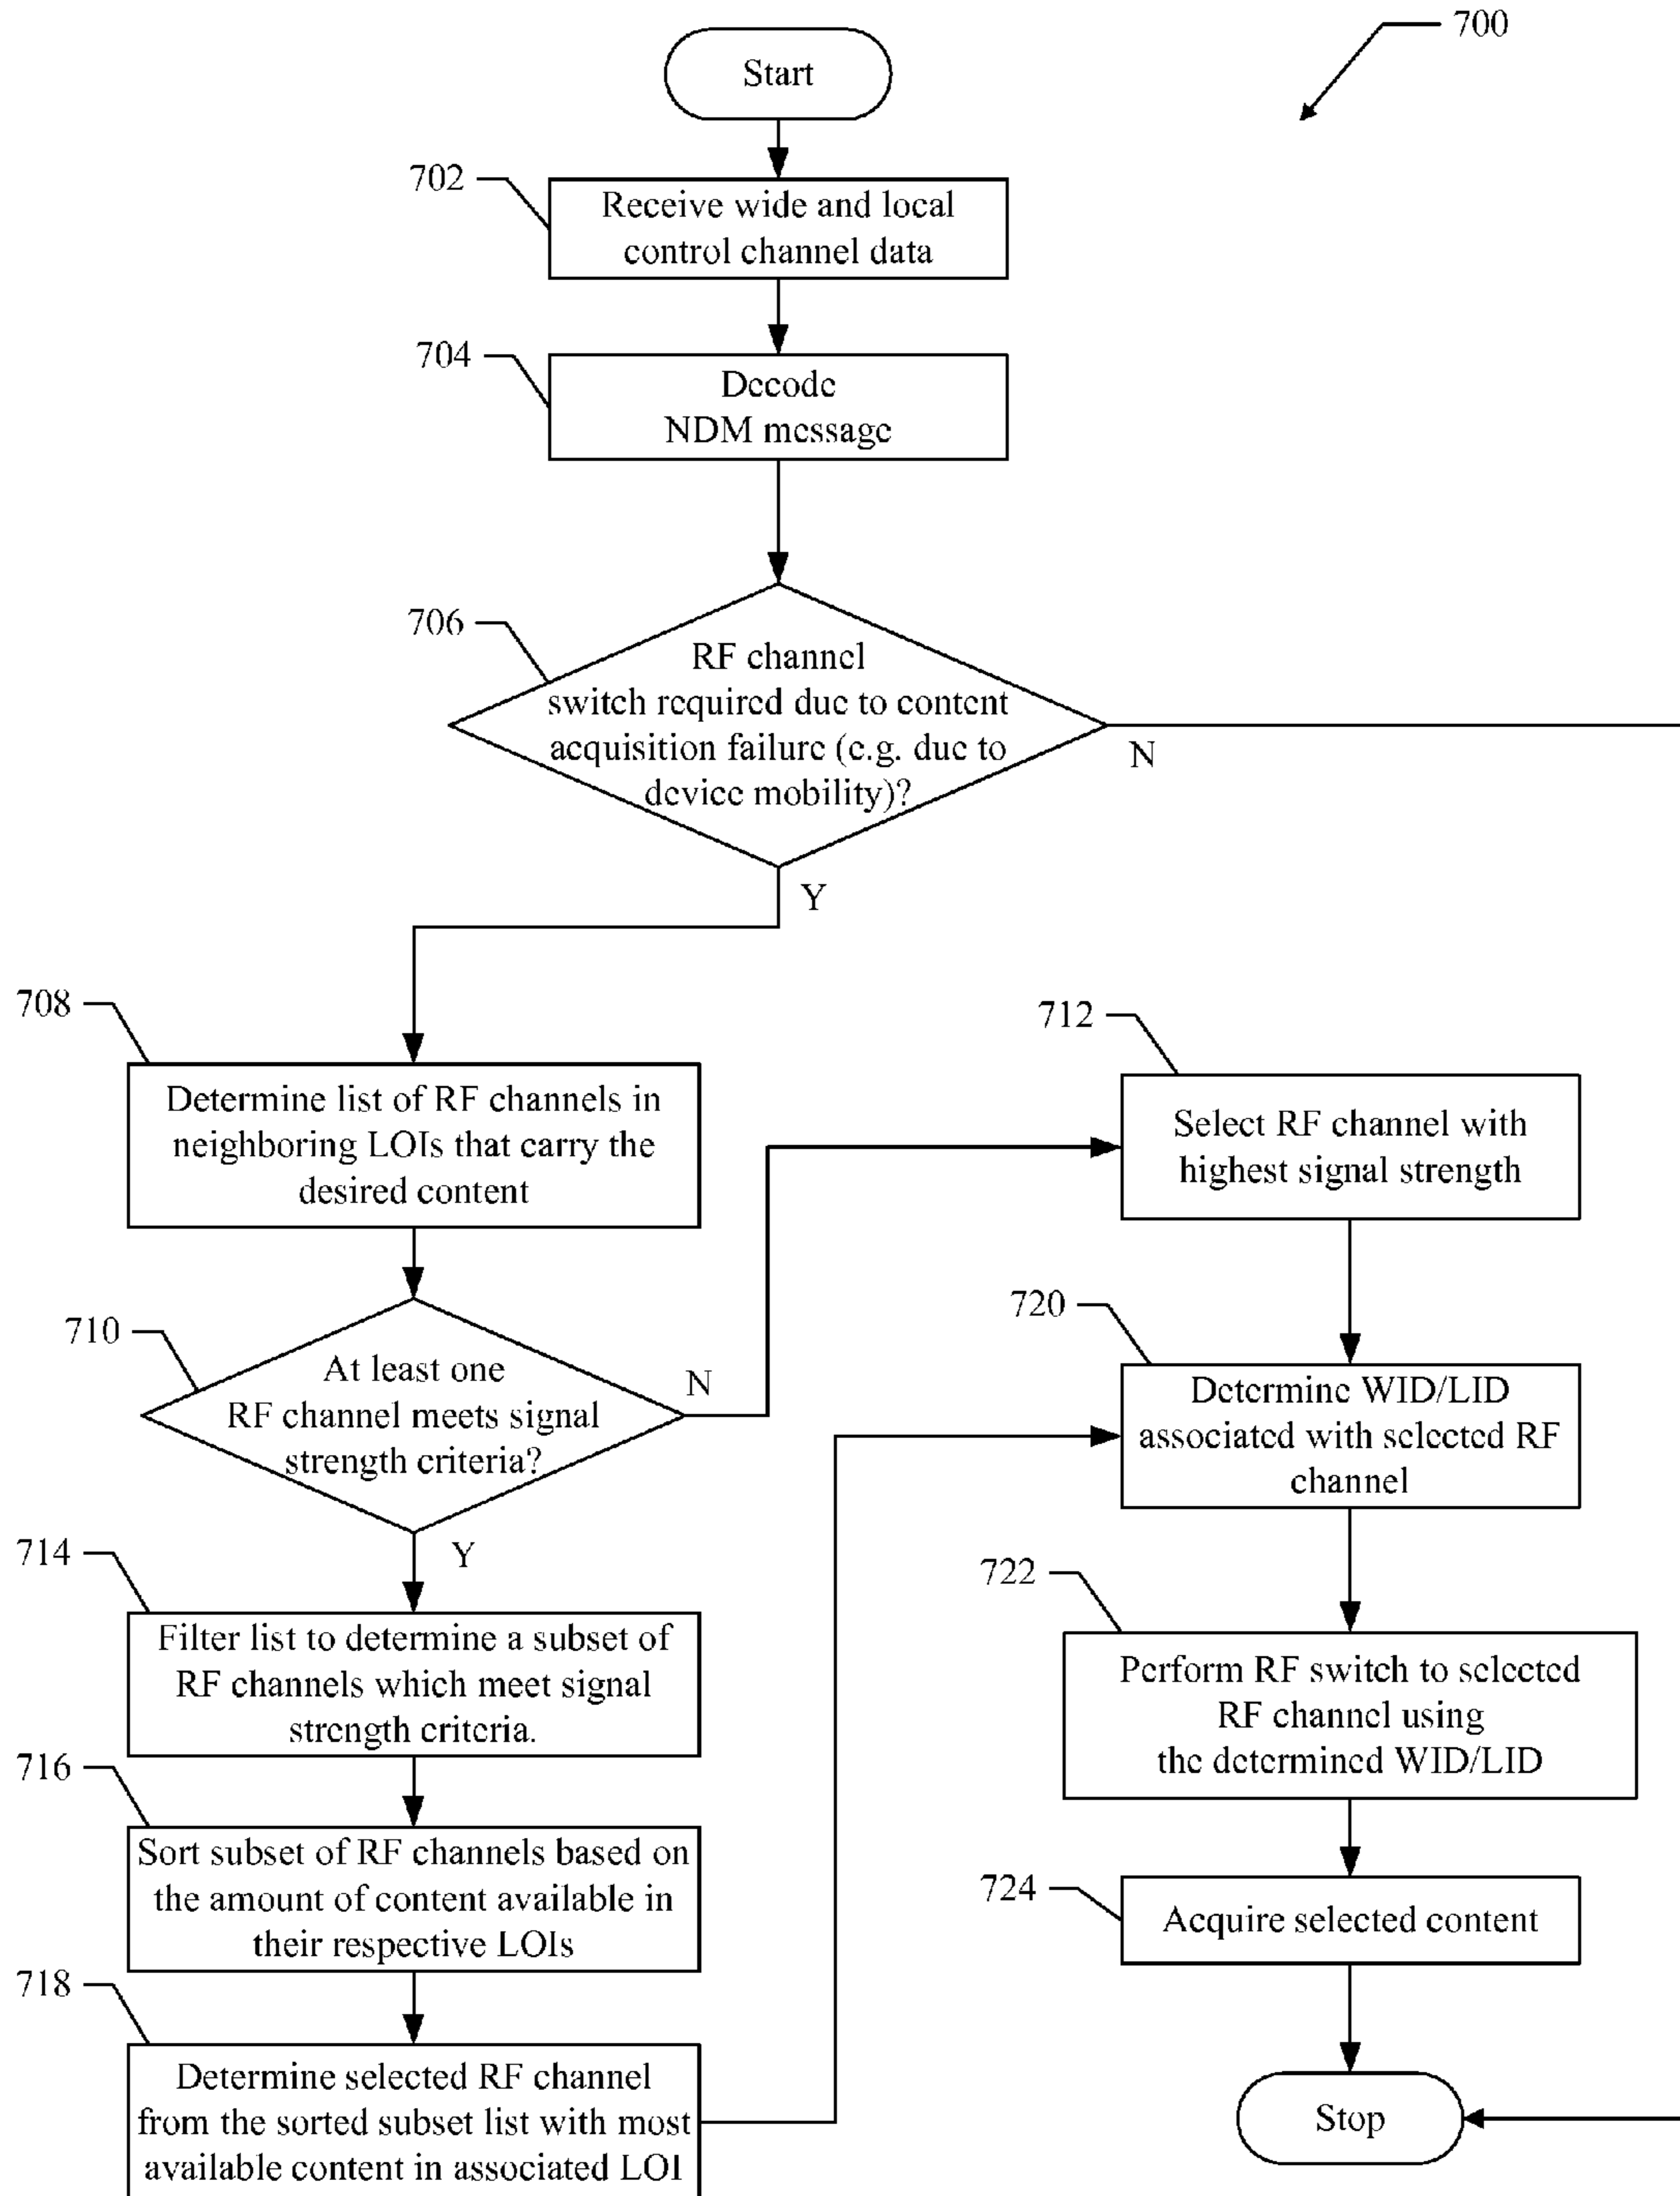 700
Start
702
Receive wide and local
control channel data
704
Decode
NDM message
706
RF channel
switch required due to content
acquisition failure (e.g. due to
device mobility)?
N
Y
708
Determine list of RF channels in
neighboring LOIs that carry the
desired content
712
Select RF channel with
highest signal strength
710
At least one
RF channel meets signal
strength criteria?
N
Y
720
Determine WID/LID
associated with selected RF
channel
714
Filter list to determine a subset of
RF channels which meet signal
strength criteria.
722
Perform RF switch to selected
RF channel using
the determined WID/LID
716
Sort subset of RF channels based on
the amount of content available in
their respective LOIs
724
Acquire selected content
718
Determine selected RF channel
from the sorted subset list with most
available content in associated LOI
Stop